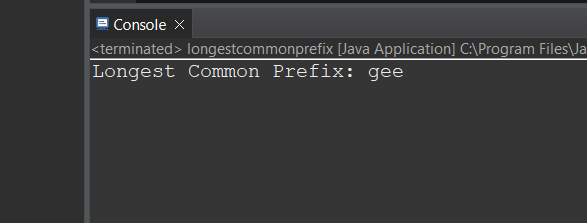 Console
<terminated> longestcommonprefix [Java Application] C:\Program Files\Ja
Longest Common Prefix: gee